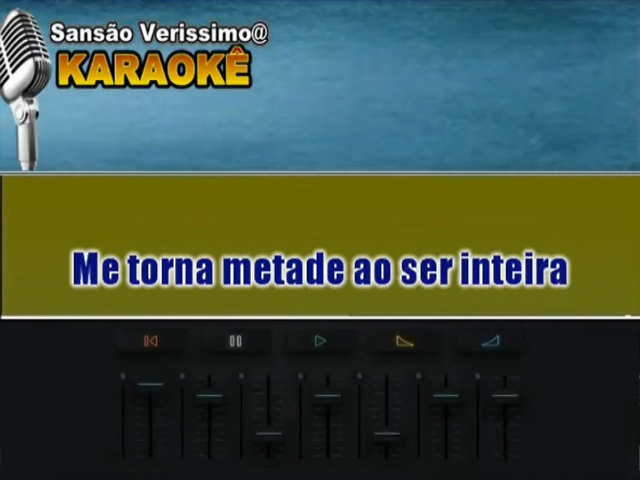 Sansão Verissimo@
KARAOKÊ
Me torna metade ao ser inteira